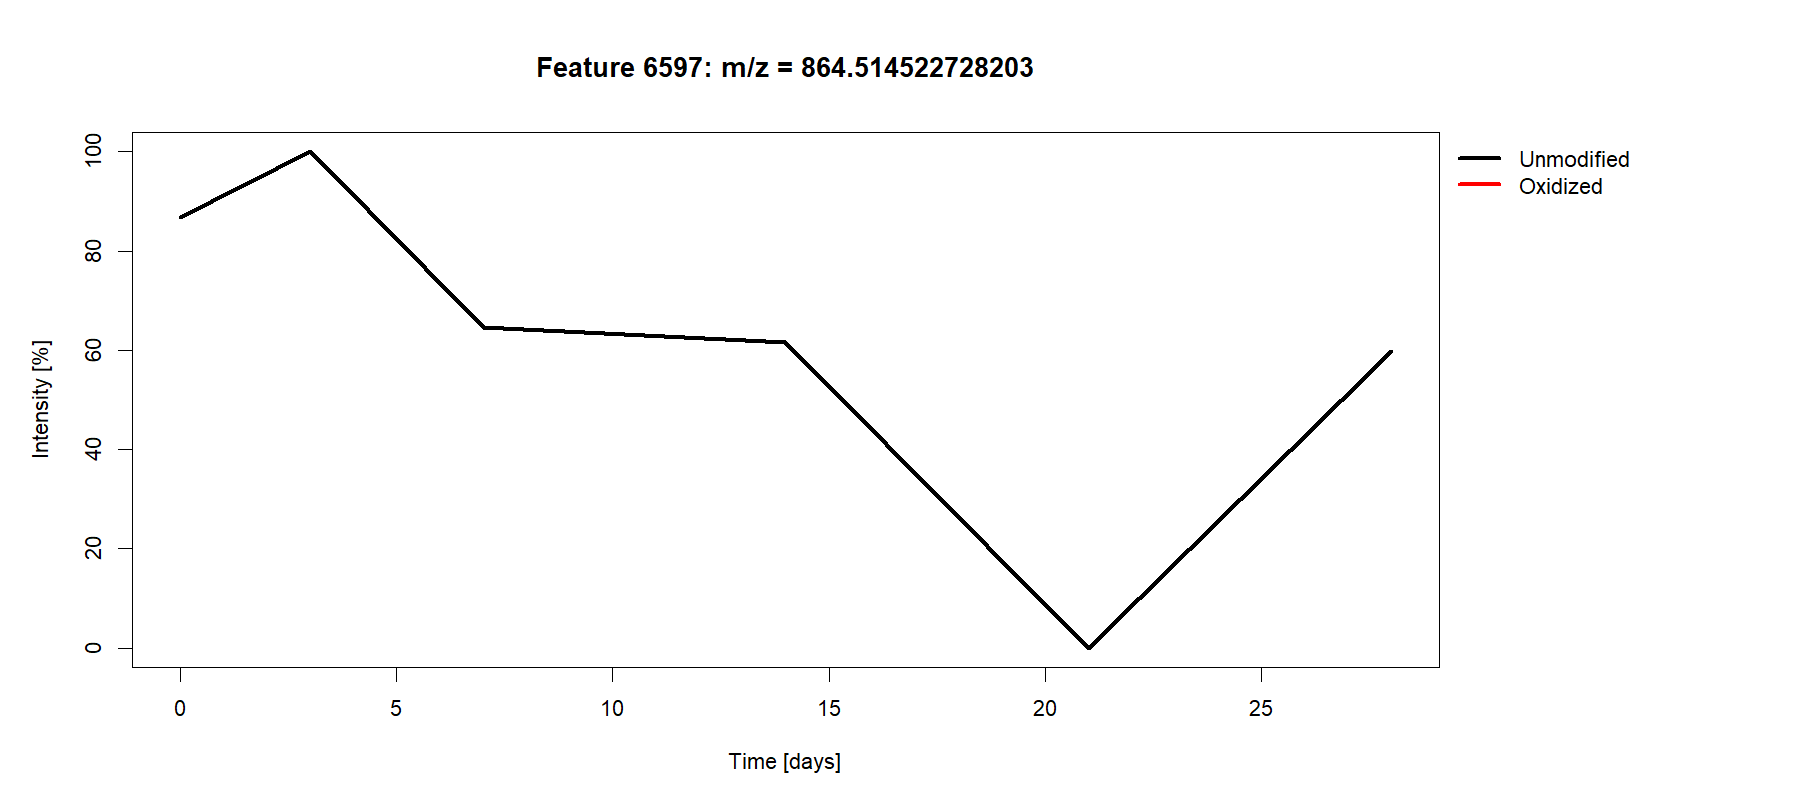 Feature 6597: m/z = 864.514522728203
Unmodified
Oxidized
Intensity [%]
100
80
60
40
20
0
0 5 10 15 20 25
Time [days]